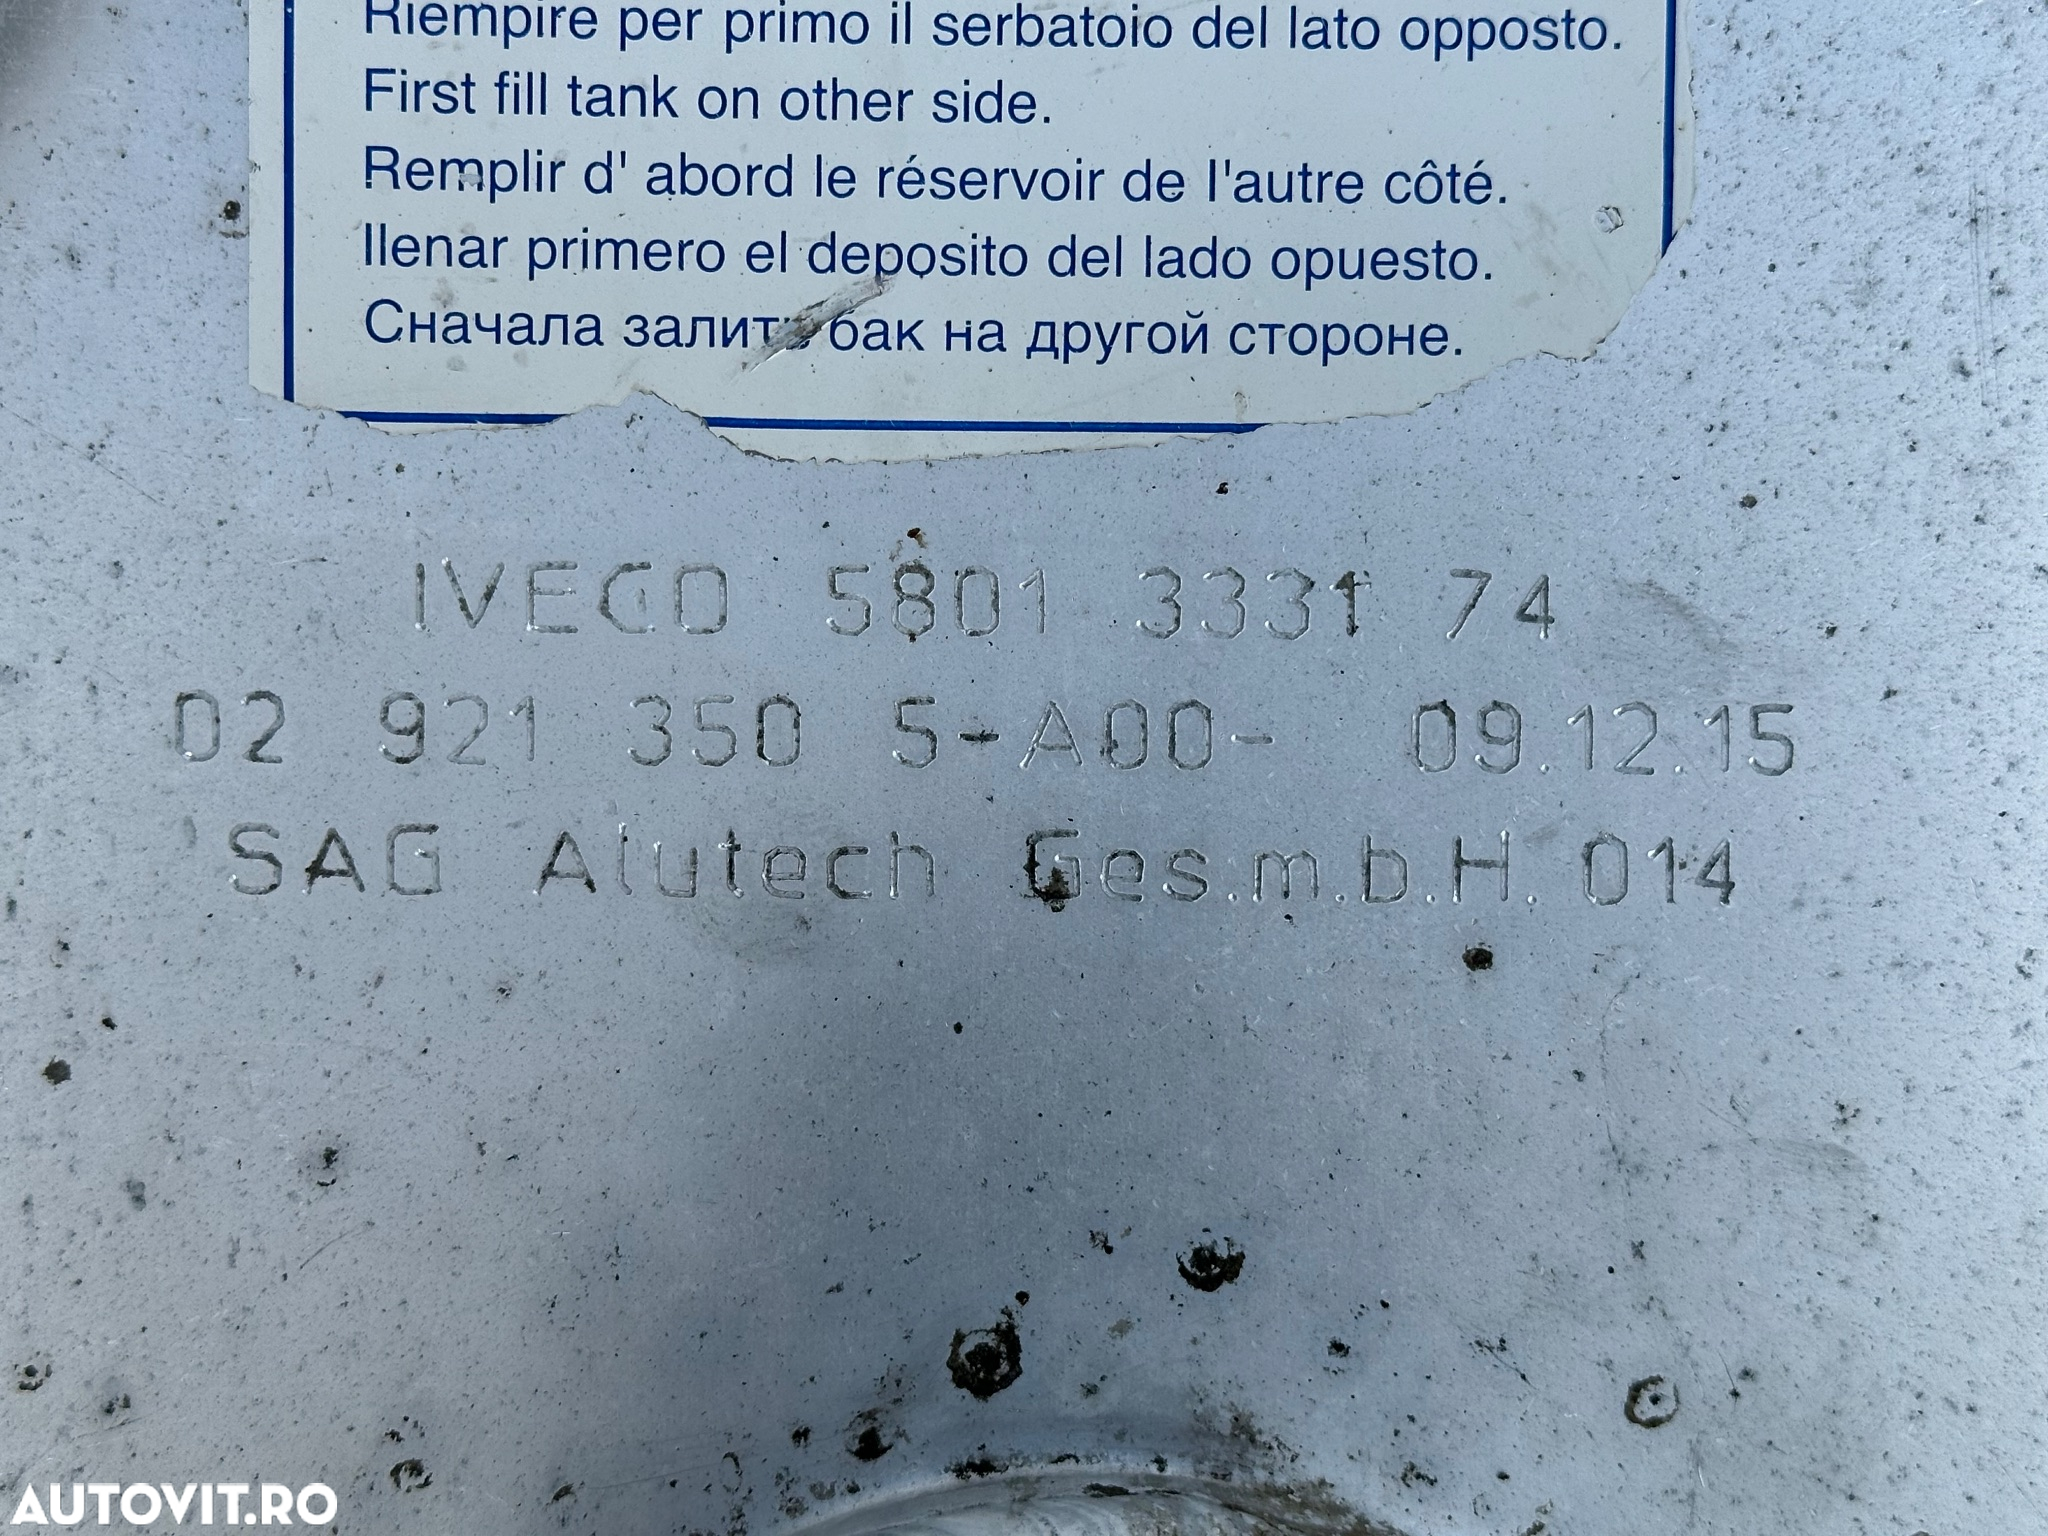 Riempire per primo il serbatoio del lato opposto.
First fill tank on other side.
Remplir d' abord le réservoir de l'autre côté.
llenar primero el deposito del lado opuesto.
Сначала залить бак на другой стороне.
IVECO 5801 3331 74
02 921 350 5-A00- 09.12.15
SAG Alutech Ges.m.b.H. 014
AUTOVIT.RO